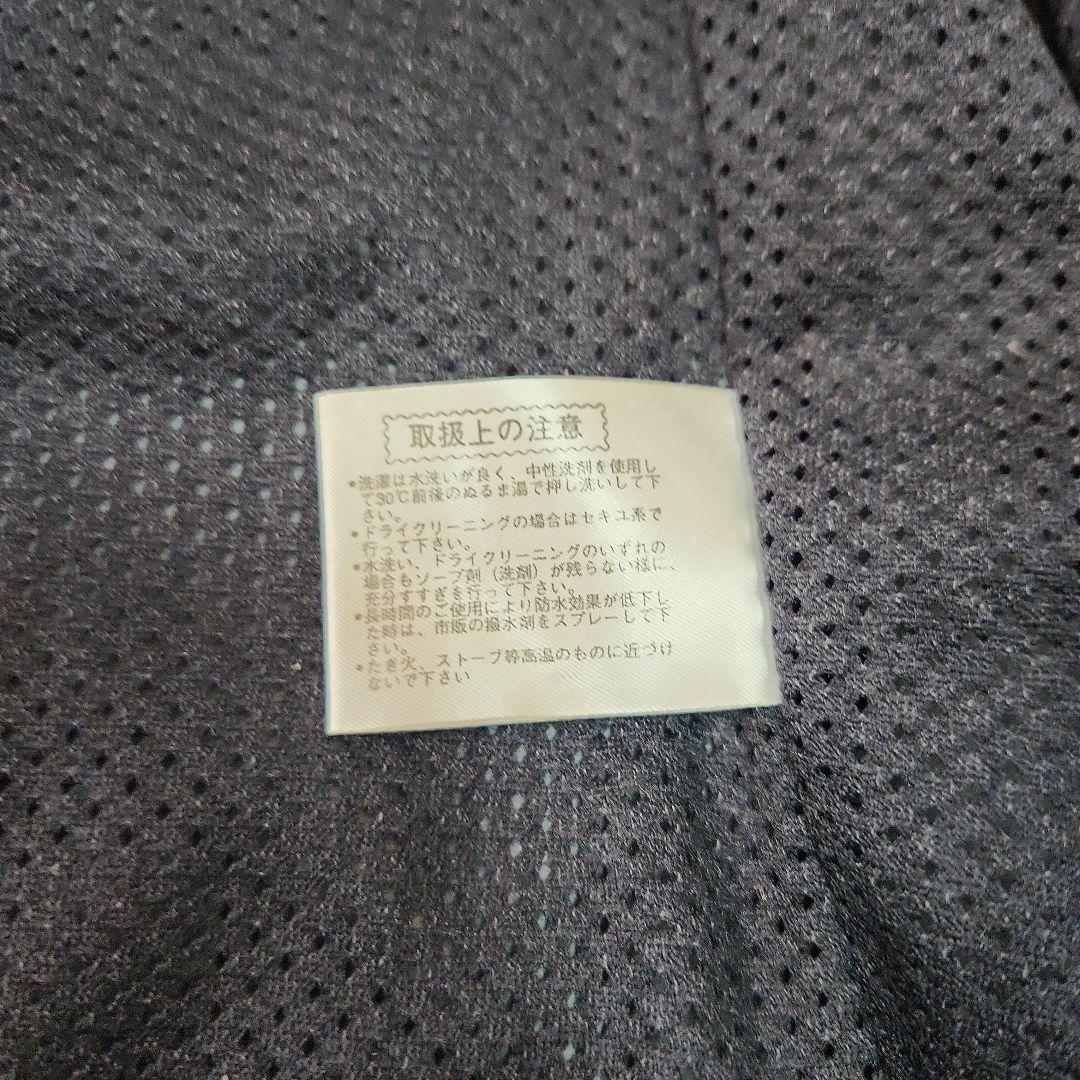 取扱上の注意
•洗濯は水洗いが良く、中性洗剤を使用し
て30℃前後のぬるま湯で押し洗いして下
さい。
•ドライクリーニングの場合はセキユ系で
行って下さい。
•水洗い、ドライクリーニングのいずれの
場合もソープ剤（洗剤）が残らない様に、
充分すすぎを行って下さい。
•長時間のご使用により防水効果が低下し
た時は、市販の撥水剤をスプレーして下
さい。
•たき火、ストーブ等高温のものに近づけ
ないで下さい